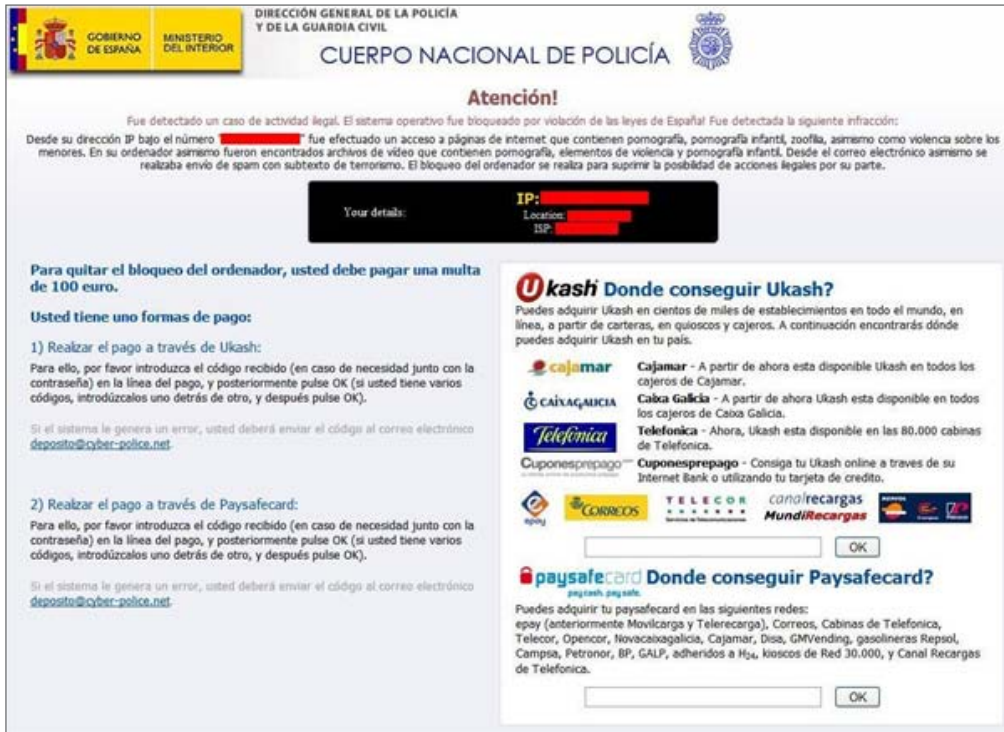 GOBIERNO
DE ESPAÑA
MINISTERIO
DEL INTERIOR
DIRECCIÓN GENERAL DE LA POLICÍA
Y DE LA GUARDIA CIVIL
CUERPO NACIONAL DE POLICÍA
Atención!
Fue detectado un caso de actividad ilegal. El sistema operativo fue bloqueado por violación de las leyes de España! Fue detectada la siguiente infracción:
Desde su dirección IP bajo el número " " fue efectuado un acceso a páginas de internet que contienen pornografía, pornografía infantil, zoofilia, asimismo como violencia sobre los
menores. En su ordenador asimismo fueron encontrados archivos de vídeo que contienen pornografía, elementos de violencia y pornografía infantil. Desde el correo electrónico asimismo se
realizaba envío de spam con subtexto de terrorismo. El bloqueo del ordenador se realiza para suprimir la posibilidad de acciones ilegales por su parte.
Your details:
IP:
Location:
ISP:
Para quitar el bloqueo del ordenador, usted debe pagar una multa
de 100 euro.
Usted tiene uno formas de pago:
1) Realizar el pago a través de Ukash:
Para ello, por favor introduzca el código recibido (en caso de necesidad junto con la
contraseña) en la línea del pago, y posteriormente pulse OK (si usted tiene varios
códigos, introdúzcalos uno detrás de otro, y después pulse OK).
Si el sistema le genera un error, usted deberá enviar el código al correo electrónico
deposito@cyber-police.net.
2) Realizar el pago a través de Paysafecard:
Para ello, por favor introduzca el código recibido (en caso de necesidad junto con la
contraseña) en la línea del pago, y posteriormente pulse OK (si usted tiene varios
códigos, introdúzcalos uno detrás de otro, y después pulse OK).
Si el sistema le genera un error, usted deberá enviar el código al correo electrónico
deposito@cyber-police.net.
Ukash Donde conseguir Ukash?
Puedes adquirir Ukash en cientos de miles de establecimientos en todo el mundo, en
línea, a partir de carteras, en quioscos y cajeros. A continuación encontrarás dónde
puedes adquirir Ukash en tu país.
cajamar
Cajamar - A partir de ahora esta disponible Ukash en todos los
cajeros de Cajamar.
CAIXAGALICIA
Caixa Galicia - A partir de ahora Ukash esta disponible en todos
los cajeros de Caixa Galicia.
Telefonica
Telefonica - Ahora, Ukash esta disponible en las 80.000 cabinas
de Telefonica.
Cuponesprepago
Cuponesprepago - Consiga tu Ukash online a traves de su
Internet Bank o utilizando tu tarjeta de credito.
epay
CORREOS
TELECOR
Servicios de Telecomunicaciones
canalrecargas
MundiRecargas
REPSOL
OK
paysafecard Donde conseguir Paysafecard?
pay cash. pay safe.
Puedes adquirir tu paysafecard en las siguientes redes:
epay (anteriormente Movilcarga y Telerecarga), Correos, Cabinas de Telefonica,
Telecor, Opencor, Novacaixagalicia, Cajamar, Disa, GMVending, gasolineras Repsol,
Campsa, Petronor, BP, GALP, adheridos a H24, kioscos de Red 30.000, y Canal Recargas
de Telefonica.
OK